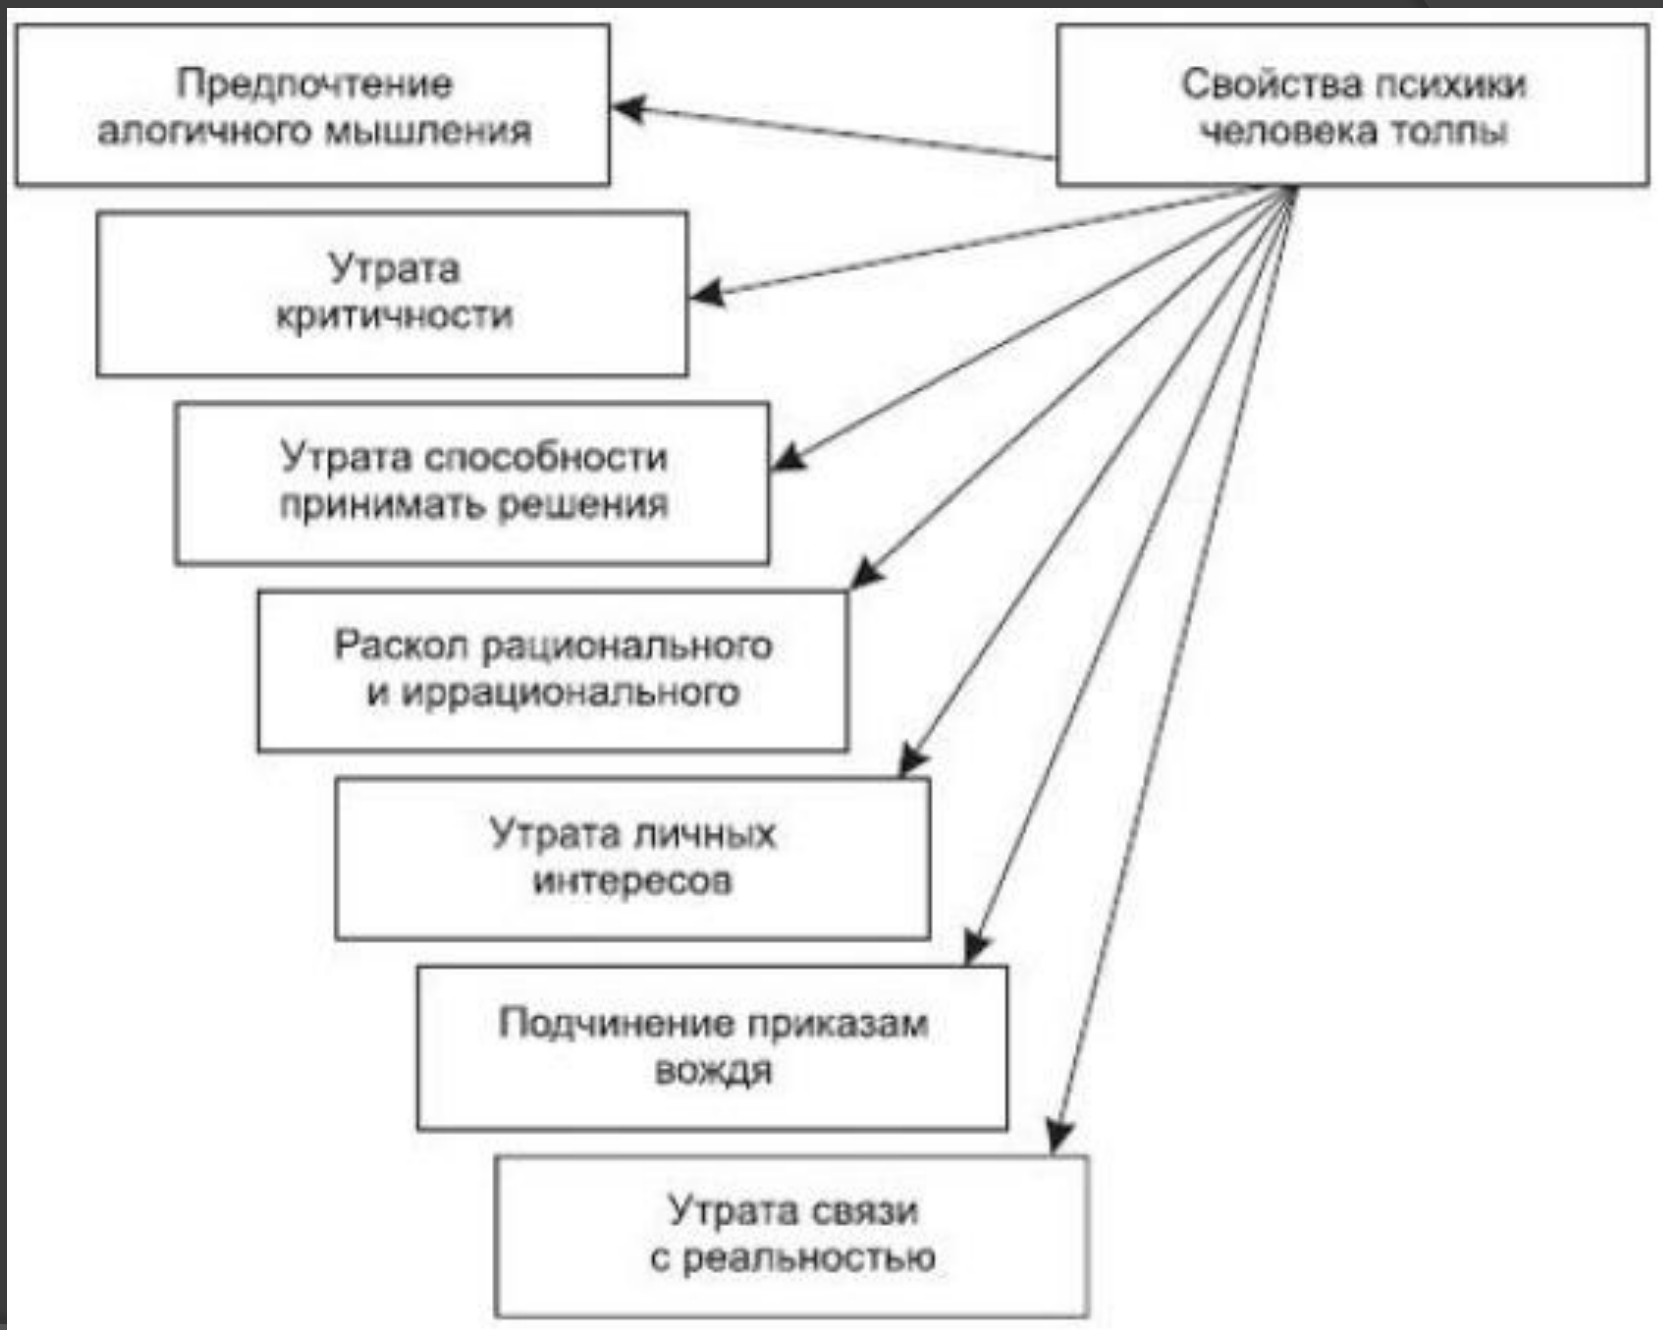 Предпочтение
алогичного мышления
Свойства психики
человека толпы
Утрата
критичности
Утрата способности
принимать решения
Раскол рационального
и иррационального
Утрата личных
интересов
Подчинение приказам
вождя
Утрата связи
с реальностью